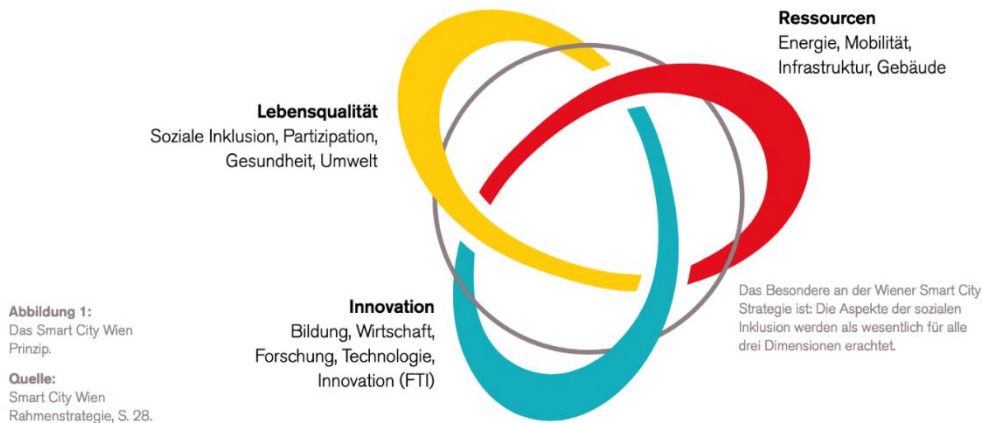 Ressourcen
Energie, Mobilität,
Infrastruktur, Gebäude
Lebensqualität
Soziale Inklusion, Partizipation,
Gesundheit, Umwelt
Innovation
Bildung, Wirtschaft,
Forschung, Technologie,
Innovation (FTI)
Das Besondere an der Wiener Smart City
Strategie ist: Die Aspekte der sozialen
Inklusion werden als wesentlich für alle
drei Dimensionen erachtet.
Abbildung 1:
Das Smart City Wien
Prinzip.
Quelle:
Smart City Wien
Rahmenstrategie, S. 28.